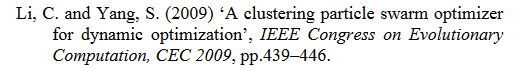 Li, C. and Yang, S. (2009) ‘A clustering particle swarm optimizer
for dynamic optimization’, IEEE Congress on Evolutionary
Computation, CEC 2009, pp.439–446.